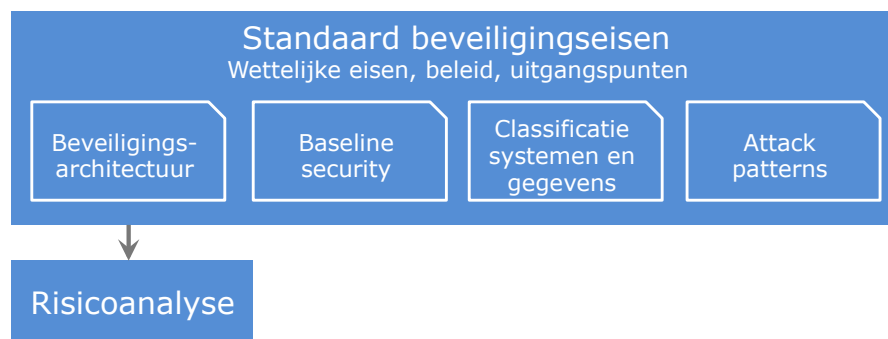 Standaard beveiligingseisen
Wettelijke eisen, beleid, uitgangspunten
Beveiligings-
architectuur
Baseline
security
Classificatie
systemen en
gegevens
Attack
patterns
Risicoanalyse